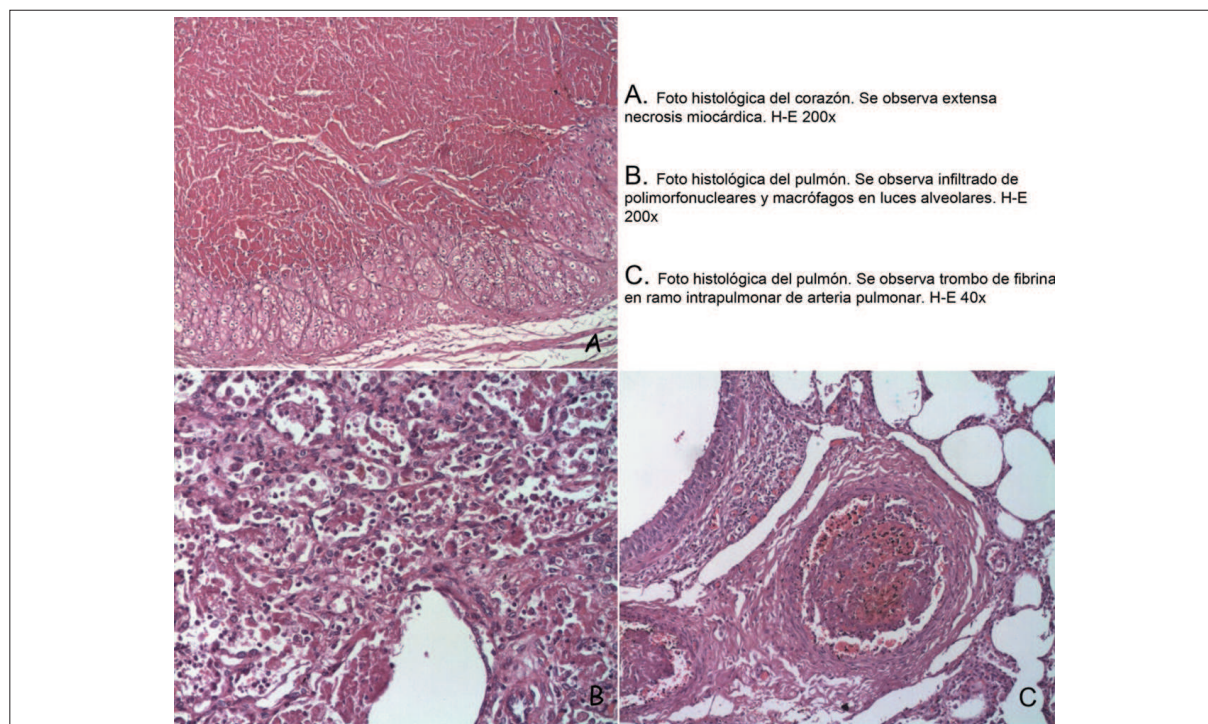 A. Foto histológica del corazón. Se observa extensa
necrosis miocárdica. H-E 200x
B. Foto histológica del pulmón. Se observa infiltrado de
polimorfonucleares y macrófagos en luces alveolares. H-E
200x
C. Foto histológica del pulmón. Se observa trombo de fibrina
en ramo intrapulmonar de arteria pulmonar. H-E 40x
A
B
C